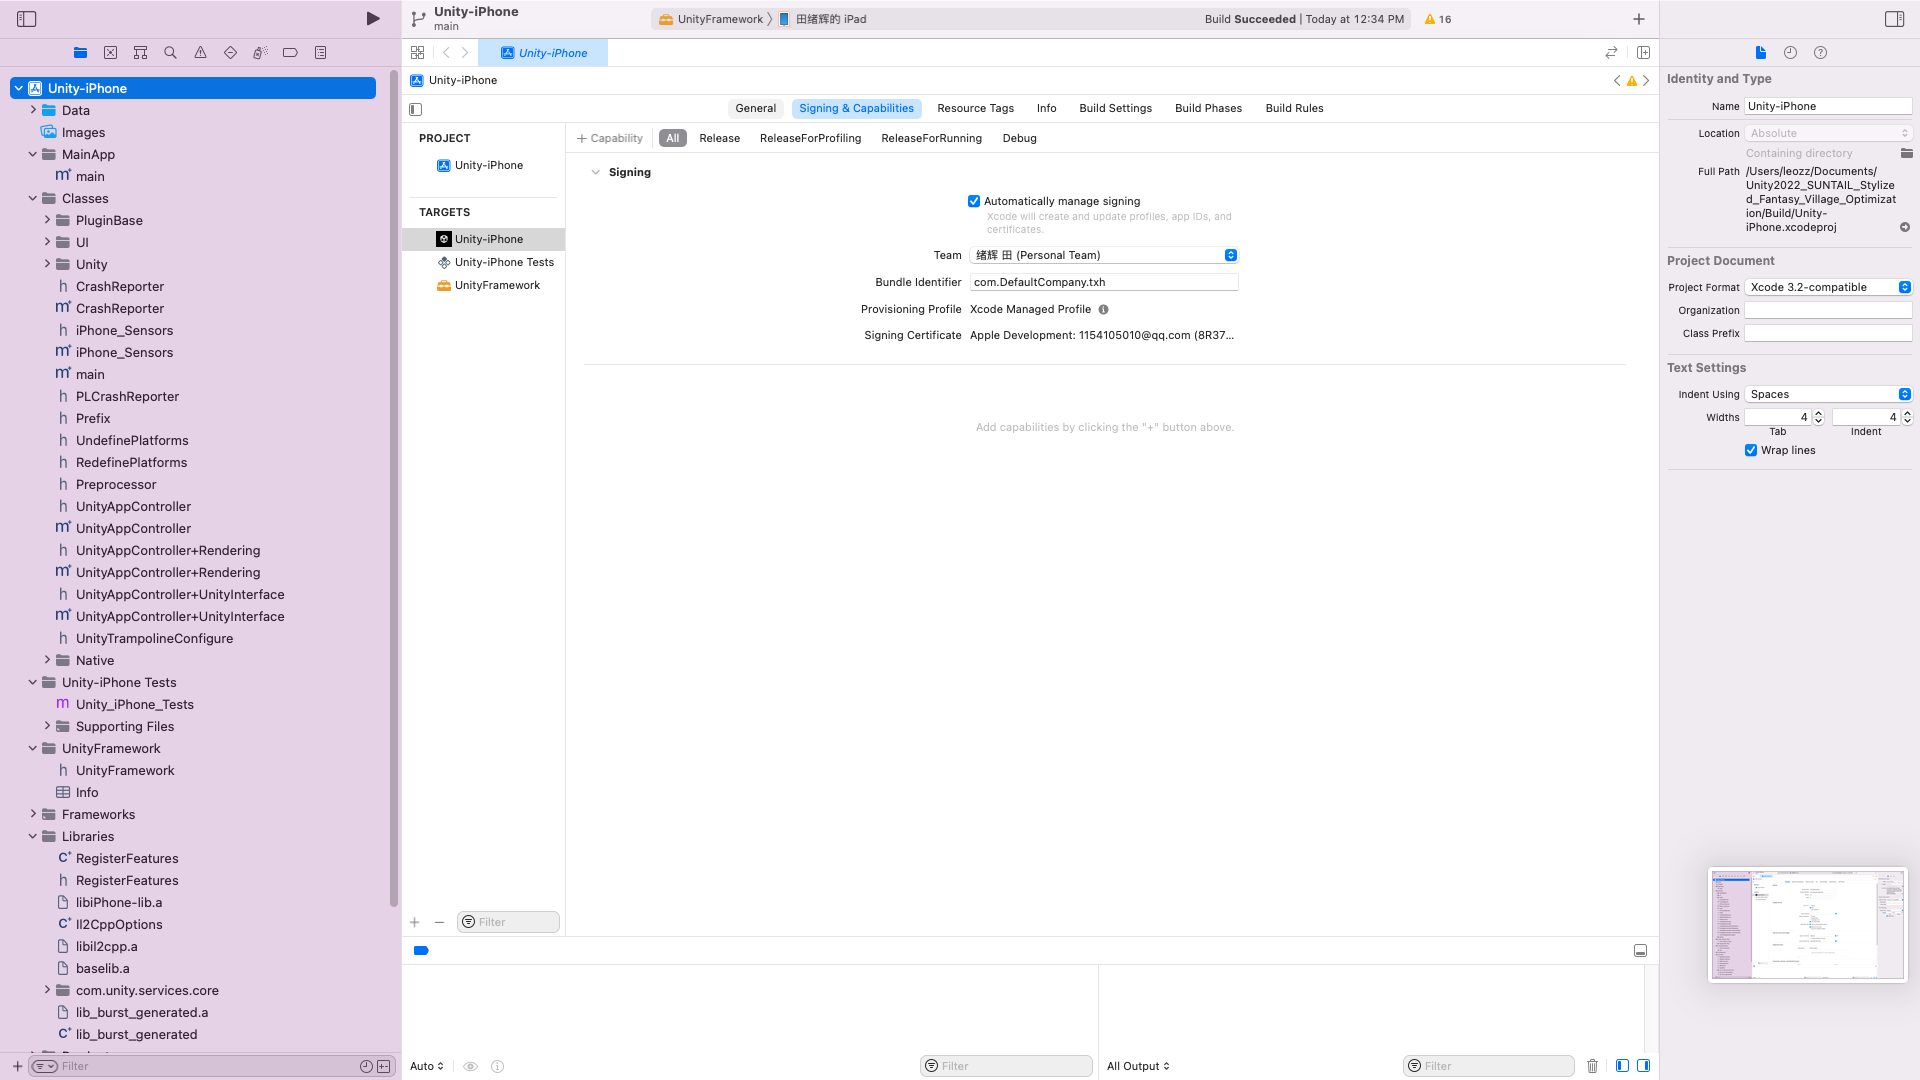 Unity-iPhone
main
UnityFramework
田绪辉的 iPad
Build Succeeded | Today at 12:34 PM
16
Unity-iPhone
Unity-iPhone
Unity-iPhone
Data
Images
MainApp
main
Classes
PluginBase
UI
Unity
CrashReporter
CrashReporter
iPhone_Sensors
iPhone_Sensors
main
PLCrashReporter
Prefix
UndefinePlatforms
RedefinePlatforms
Preprocessor
UnityAppController
UnityAppController
UnityAppController+Rendering
UnityAppController+Rendering
UnityAppController+UnityInterface
UnityAppController+UnityInterface
UnityTrampolineConfigure
Native
Unity-iPhone Tests
Unity_iPhone_Tests
Supporting Files
UnityFramework
UnityFramework
Info
Frameworks
Libraries
RegisterFeatures
RegisterFeatures
libiPhone-lib.a
Il2CppOptions
libil2cpp.a
baselib.a
com.unity.services.core
lib_burst_generated.a
lib_burst_generated
Filter
General
Signing & Capabilities
Resource Tags
Info
Build Settings
Build Phases
Build Rules
PROJECT
Unity-iPhone
TARGETS
Unity-iPhone
Unity-iPhone Tests
UnityFramework
Filter
+ Capability
All
Release
ReleaseForProfiling
ReleaseForRunning
Debug
Signing
Automatically manage signing
Xcode will create and update profiles, app IDs, and
certificates.
Team 绪辉 田 (Personal Team)
Bundle Identifier com.DefaultCompany.txh
Provisioning Profile Xcode Managed Profile
Signing Certificate Apple Development: 1154105010@qq.com (8R37...
Add capabilities by clicking the "+" button above.
Auto
Filter
All Output
Filter
Identity and Type
Name Unity-iPhone
Location Absolute
Containing directory
Full Path /Users/leozz/Documents/
Unity2022_SUNTAIL_Stylize
d_Fantasy_Village_Optimizat
ion/Build/Unity-
iPhone.xcodeproj
Project Document
Project Format Xcode 3.2-compatible
Organization
Class Prefix
Text Settings
Indent Using Spaces
Widths 4 4
Tab Indent
Wrap lines